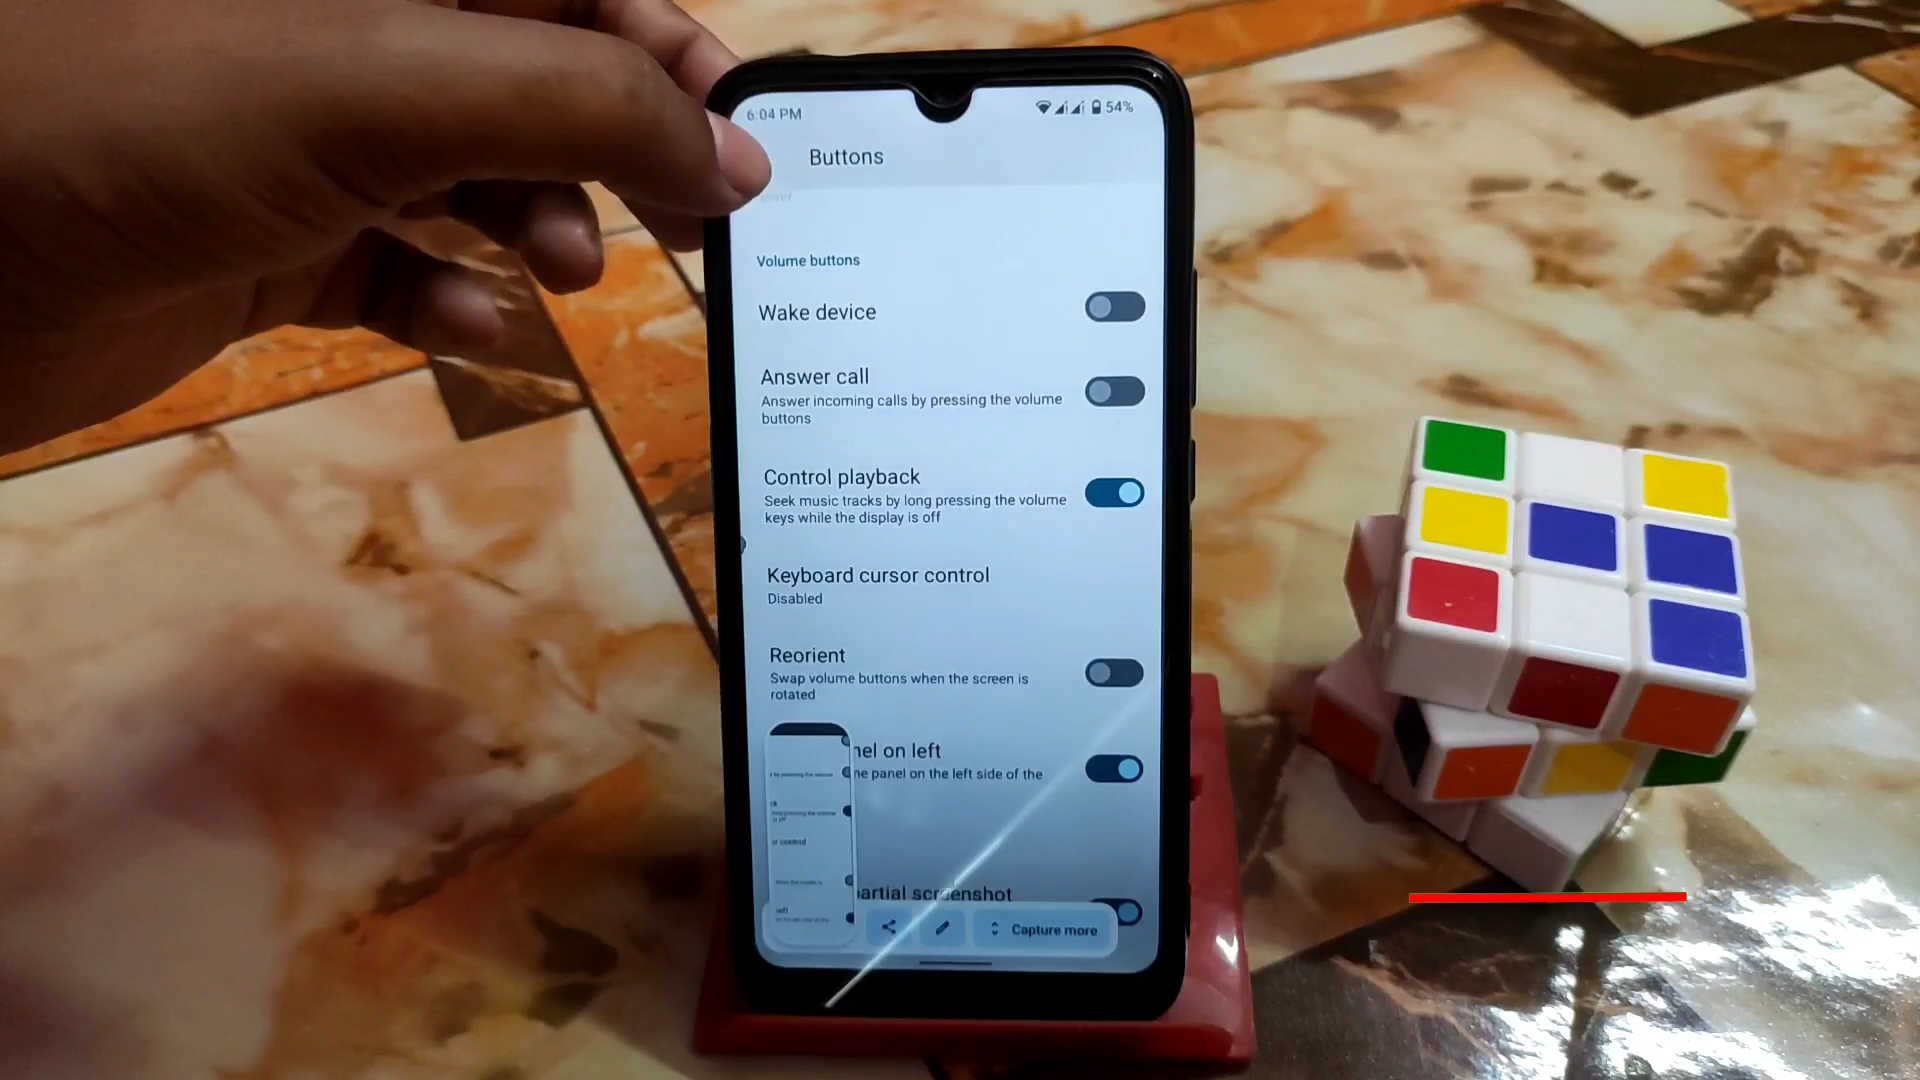 6:04 PM
54%
Buttons
Volume buttons
Wake device
Answer call
Answer incoming calls by pressing the volume
buttons
Control playback
Seek music tracks by long pressing the volume
keys while the display is off
Keyboard cursor control
Disabled
Reorient
Swap volume buttons when the screen is
rotated
on left
panel on the left side of the
screenshot
Capture more